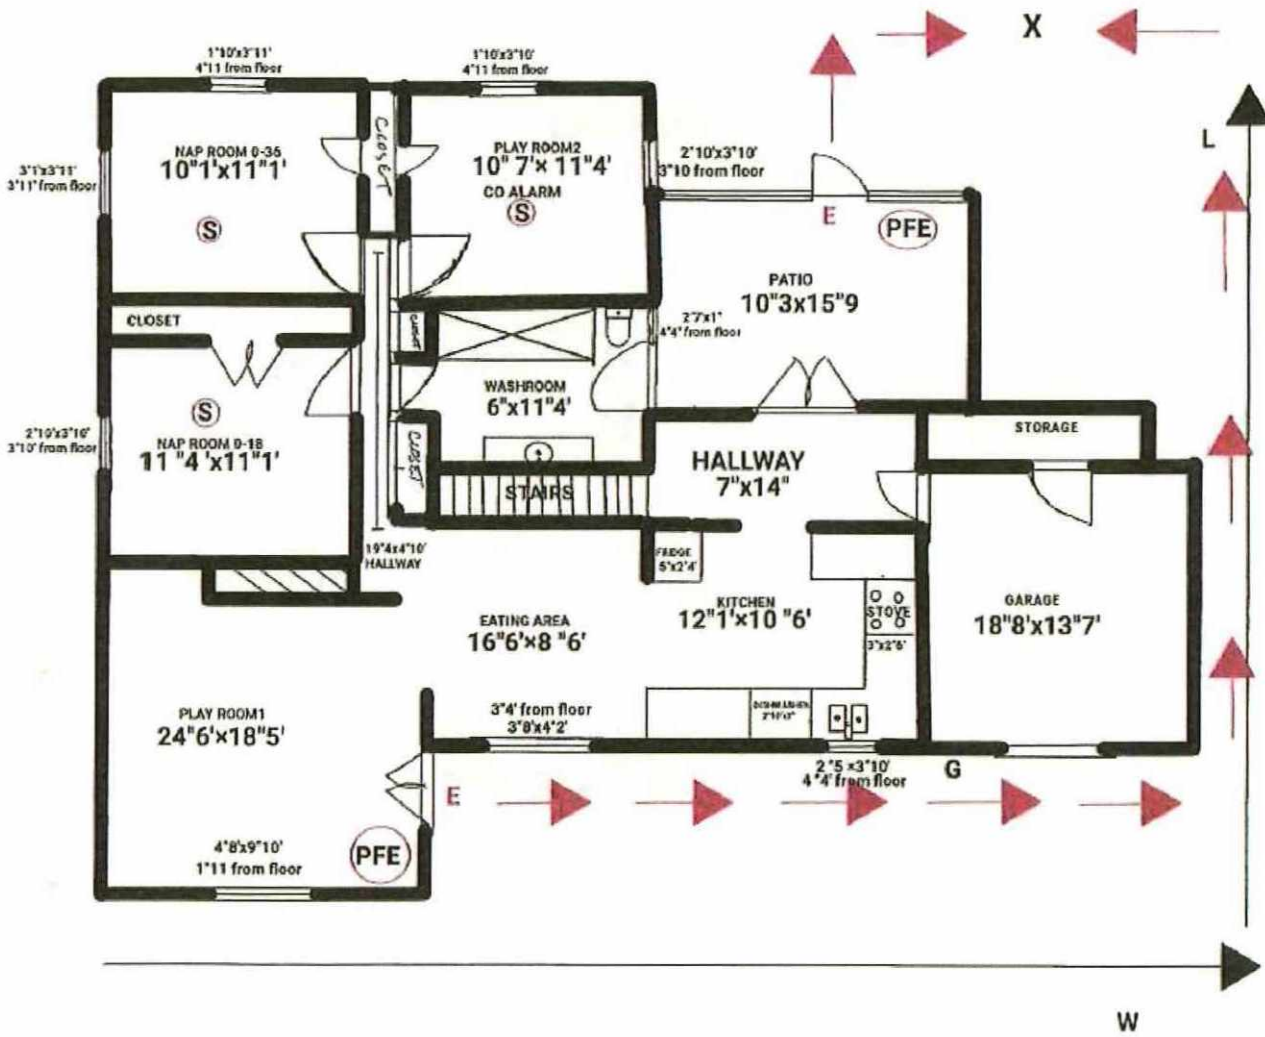 X
1"10'x3"11'
4"11 from floor
1"10'x3"10'
4"11 from floor
L
CLOSET
NAP ROOM 0-36
10"1'x11"1'
PLAY ROOM2
10" 7'× 11"4'
CO ALARM
S
S
3"1'x3"11'
3"11" from floor
2"10'x3"10'
3"10 from floor
E
PFE
PATIO
10"3x15"9
CLOSET
2"7'x1"
4"4" from floor
WASHROOM
6"x11"4'
S
NAP ROOM 0-18
11 "4 'x11"1'
2"10'x3"10'
3"10' from floor
CLOSET
STORAGE
HALLWAY
7"x14"
STAIRS
19"4x4"10'
HALLWAY
FRIDGE
5"x2"4'
KITCHEN
12"1'×10 "6'
STOVE
3"x2"6'
GARAGE
18"8'x13"7'
EATING AREA
16"6'×8 "6'
PLAY ROOM1
24"6'×18"5'
3"4' from floor
3"8'x4"2'
DISHWASHER
2"10'x3"
2 "5 ×3"10'
4 "4' from floor
G
E
4"8'x9"10'
1"11 from floor
PFE
W